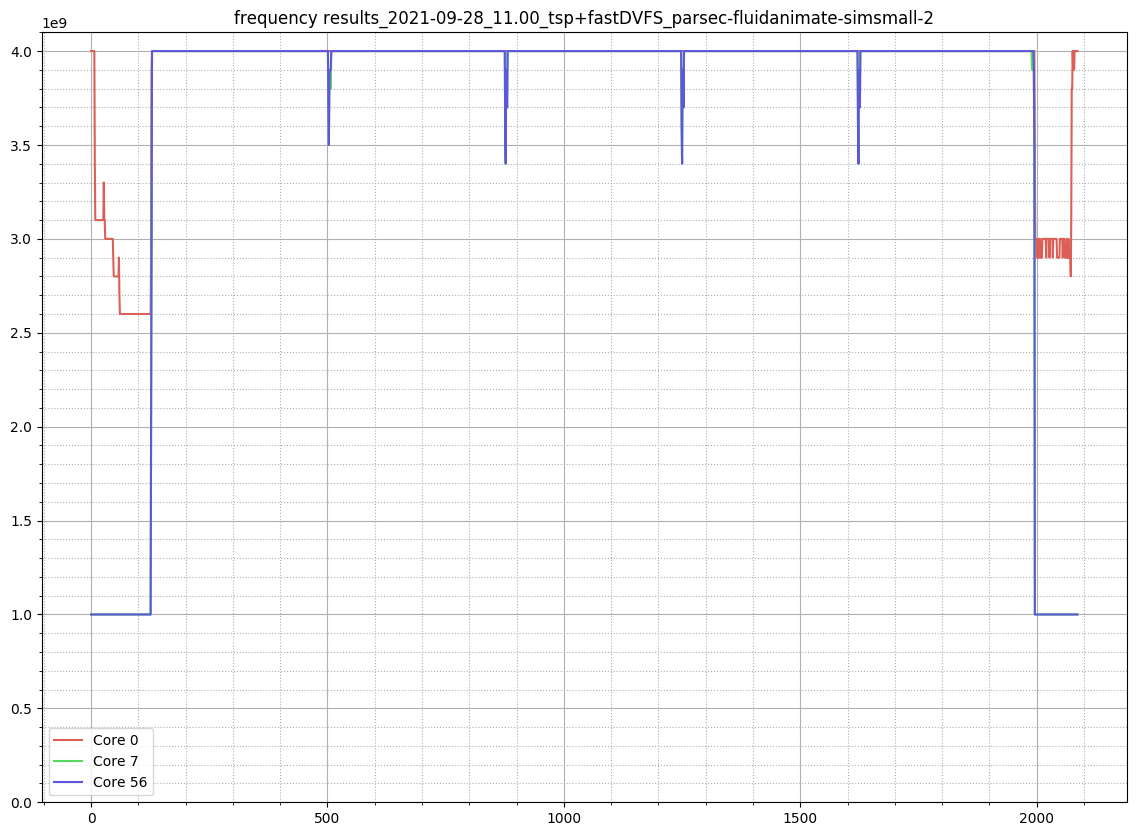 frequency results_2021-09-28_11.00_tsp+fastDVFS_parsec-fluidanimate-simsmall-2
1e9
4.0
3.5
3.0
2.5
2.0
1.5
1.0
0.5
0.0
Core 0
Core 7
Core 56
0 500 1000 1500 2000